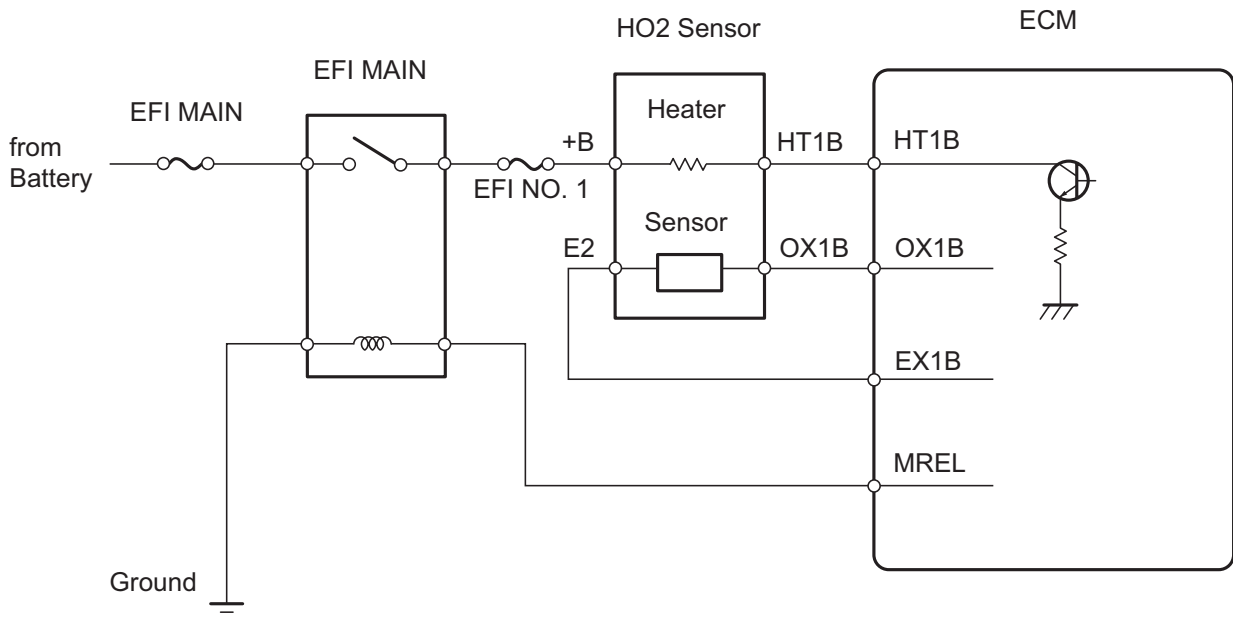 ECM
HO2 Sensor
EFI MAIN
EFI MAIN
from
Battery
Heater
+B
HT1B
HT1B
EFI NO. 1
Sensor
E2
OX1B
OX1B
EX1B
MREL
Ground